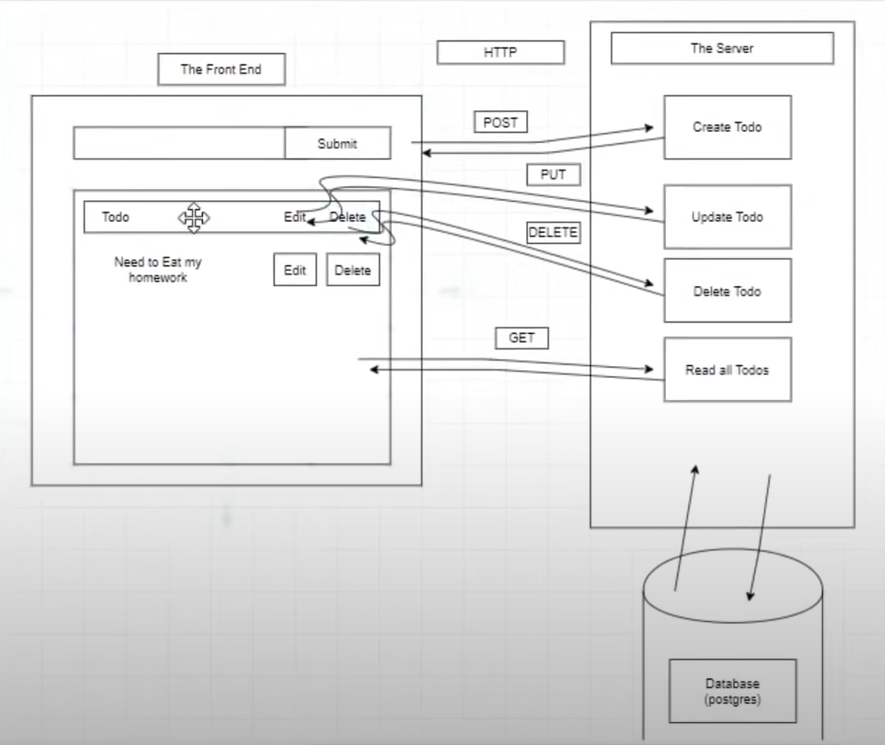 The Front End
HTTP
The Server
Submit
POST
Create Todo
PUT
Todo
Edit
Delete
Update Todo
DELETE
Need to Eat my
homework
Edit
Delete
Delete Todo
GET
Read all Todos
Database
(postgres)